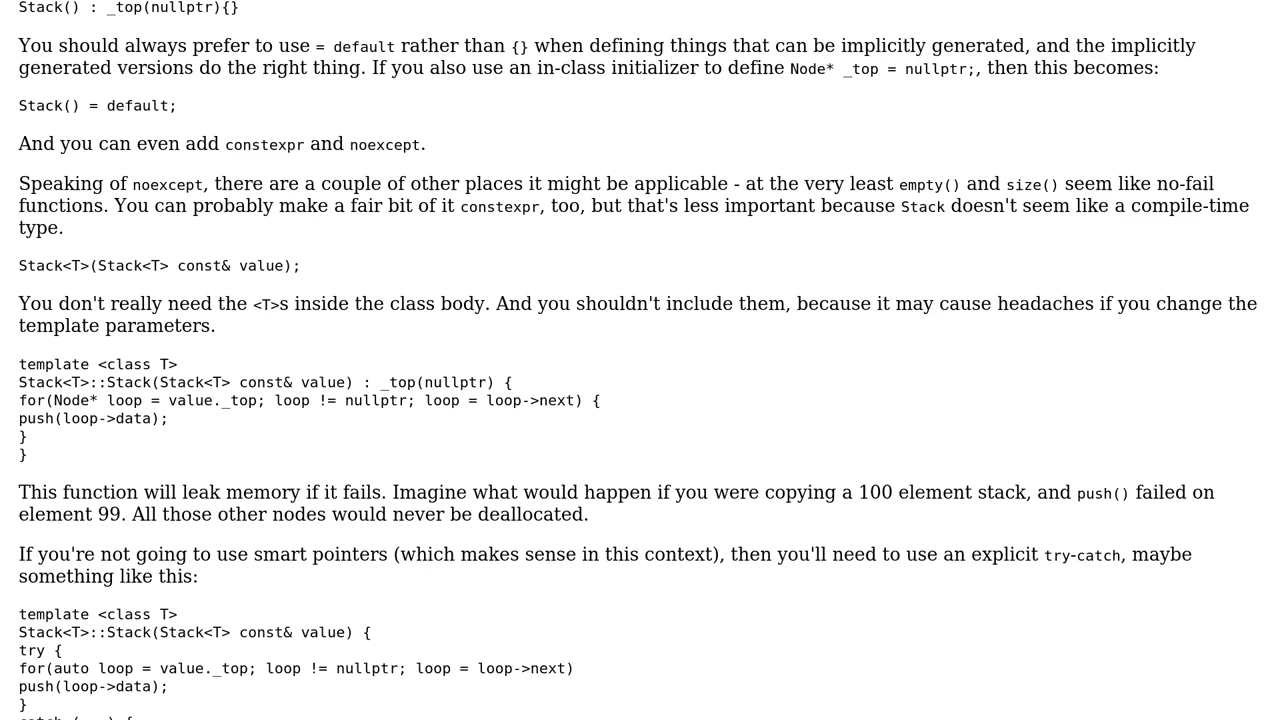 Stack() : _top(nullptr){}
You should always prefer to use = default rather than {} when defining things that can be implicitly generated, and the implicitly
generated versions do the right thing. If you also use an in-class initializer to define Node* _top = nullptr;, then this becomes:
Stack() = default;
And you can even add constexpr and noexcept.
Speaking of noexcept, there are a couple of other places it might be applicable - at the very least empty() and size() seem like no-fail
functions. You can probably make a fair bit of it constexpr, too, but that's less important because Stack doesn't seem like a compile-time
type.
Stack<T>(Stack<T> const& value);
You don't really need the <T>s inside the class body. And you shouldn't include them, because it may cause headaches if you change the
template parameters.
template <class T>
Stack<T>::Stack(Stack<T> const& value) : _top(nullptr) {
for(Node* loop = value._top; loop != nullptr; loop = loop->next) {
push(loop->data);
}
}
This function will leak memory if it fails. Imagine what would happen if you were copying a 100 element stack, and push() failed on
element 99. All those other nodes would never be deallocated.
If you're not going to use smart pointers (which makes sense in this context), then you'll need to use an explicit try-catch, maybe
something like this:
template <class T>
Stack<T>::Stack(Stack<T> const& value) {
try {
for(auto loop = value._top; loop != nullptr; loop = loop->next)
push(loop->data);
}